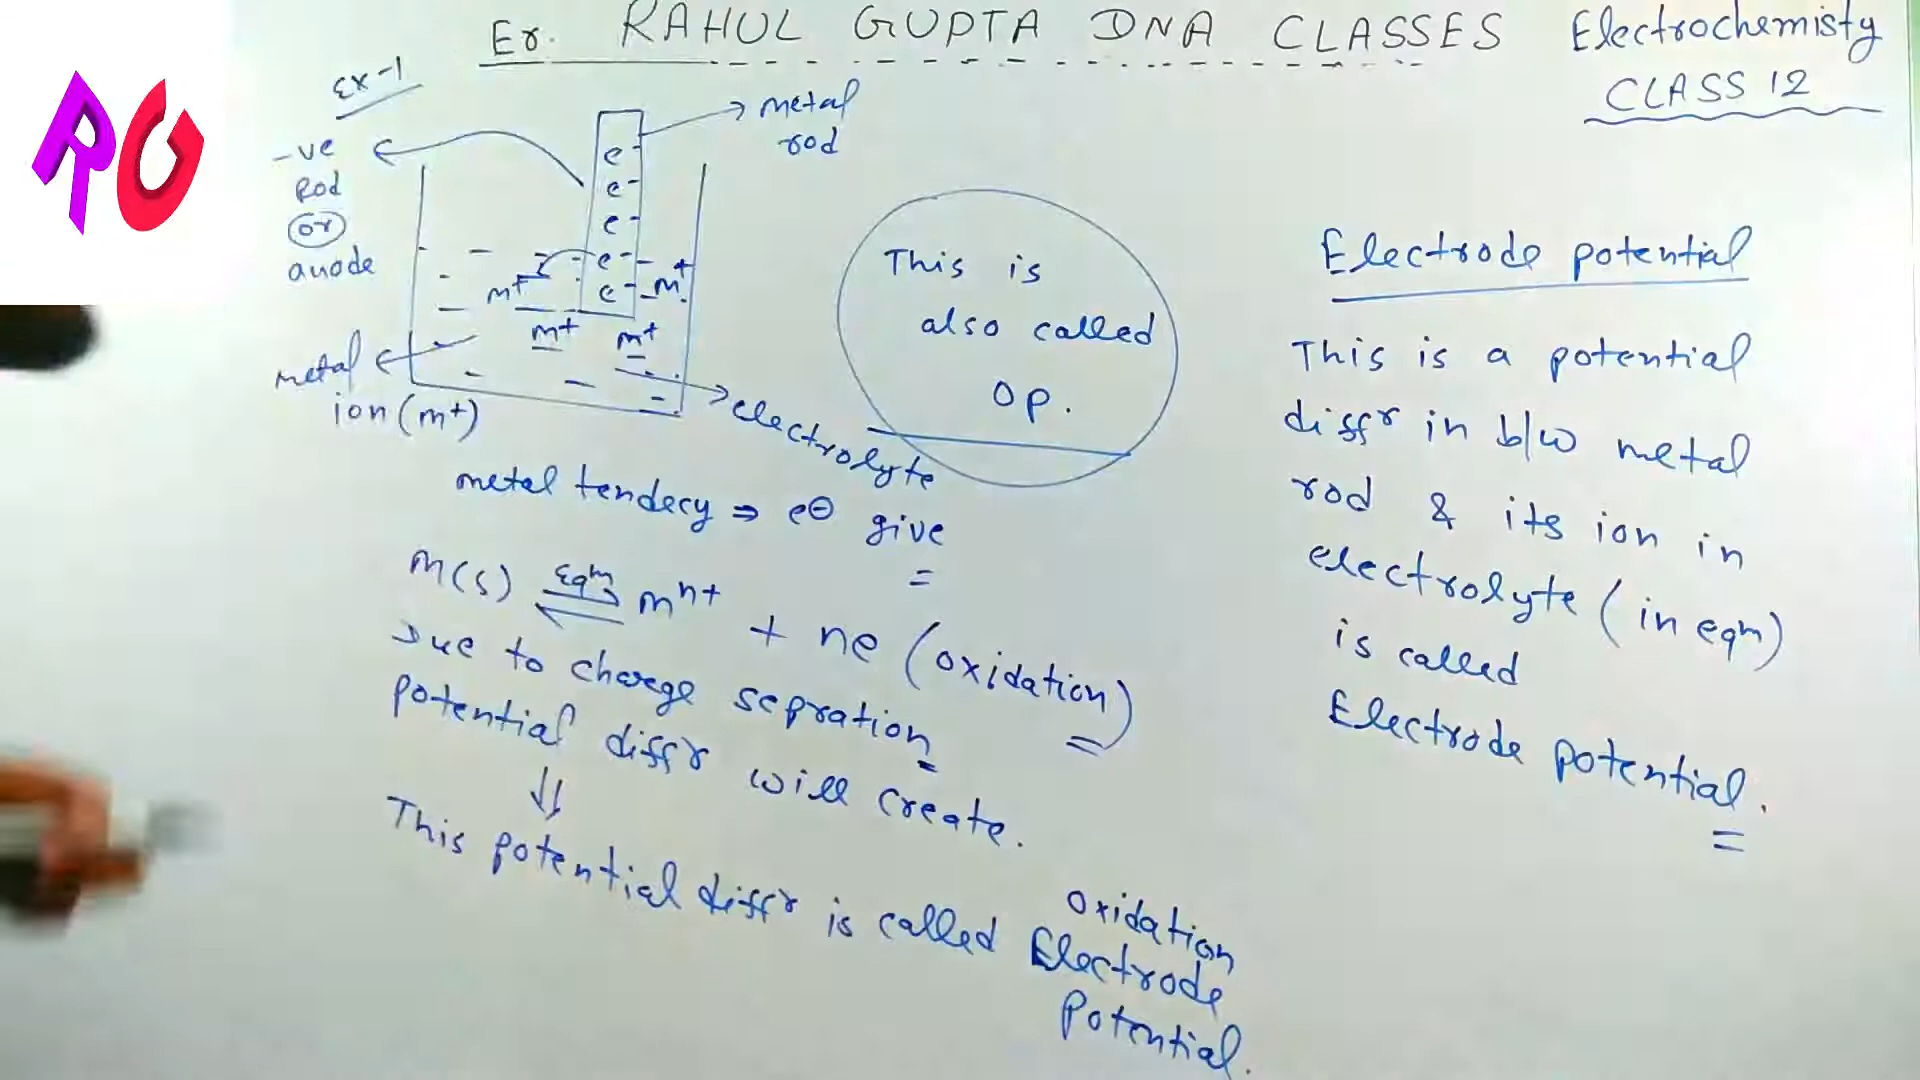 RG
Er. RAHUL GUPTA DNA CLASSES
Electrochemisty
CLASS 12
Ex-1
metal
rod
-ve
Rod
or
anode
e-
e-
e-
e-
e-
m+
m+
m+
m+
metal
ion (m+)
electrolyte
This is
also called
OP.
metal tendecy ⇒ e⊖ give
M(s) ⇌ Eqm m^n+ + ne (oxidation)
Due to charge sepration
potential diffr will create.
⇓
This potential diffr is called Oxidation
Electrode
Potential.
Electrode potential
This is a potential
diffr in b/w metal
rod & its ion in
electrolyte (in eqm)
is called
Electrode potential.